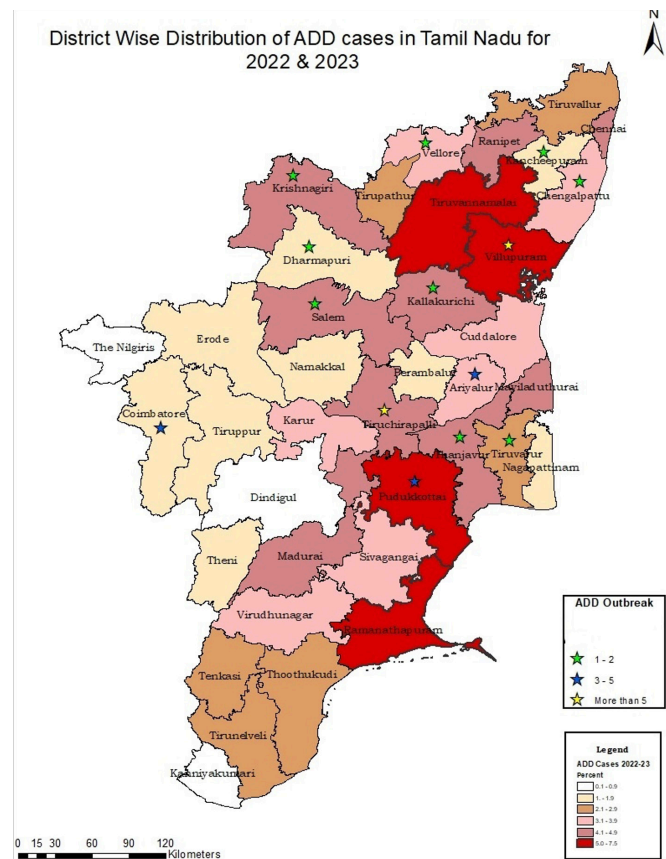 District Wise Distribution of ADD cases in Tamil Nadu for
2022 & 2023
N
Tiruvallur
Chennai
Ranipet
Vellore
Kancheepuram
Chengalpattu
Krishnagiri
Tirupathur
Tiruvannamalai
Dharmapuri
Villupuram
Kallakurichi
Salem
Cuddalore
The Nilgiris
Erode
Namakkal
Perambalur
Ariyalur
Mayiladuthurai
Coimbatore
Tiruppur
Karur
Tiruchirapalli
Thanjavur
Tiruvarur
Nagapattinam
Dindigul
Pudukkottai
Theni
Madurai
Sivagangai
Virudhunagar
Ramanathapuram
Tenkasi
Thoothukudi
Tirunelveli
Kanniyakumari
ADD Outbreak
1 - 2
3 - 5
More than 5
Legend
ADD Cases 2022-23
Percent
0.1 - 0.9
1. - 1.9
2.1 - 2.9
3.1 - 3.9
4.1 - 4.9
5.0 - 7.5
0 15 30 60 90 120
Kilometers